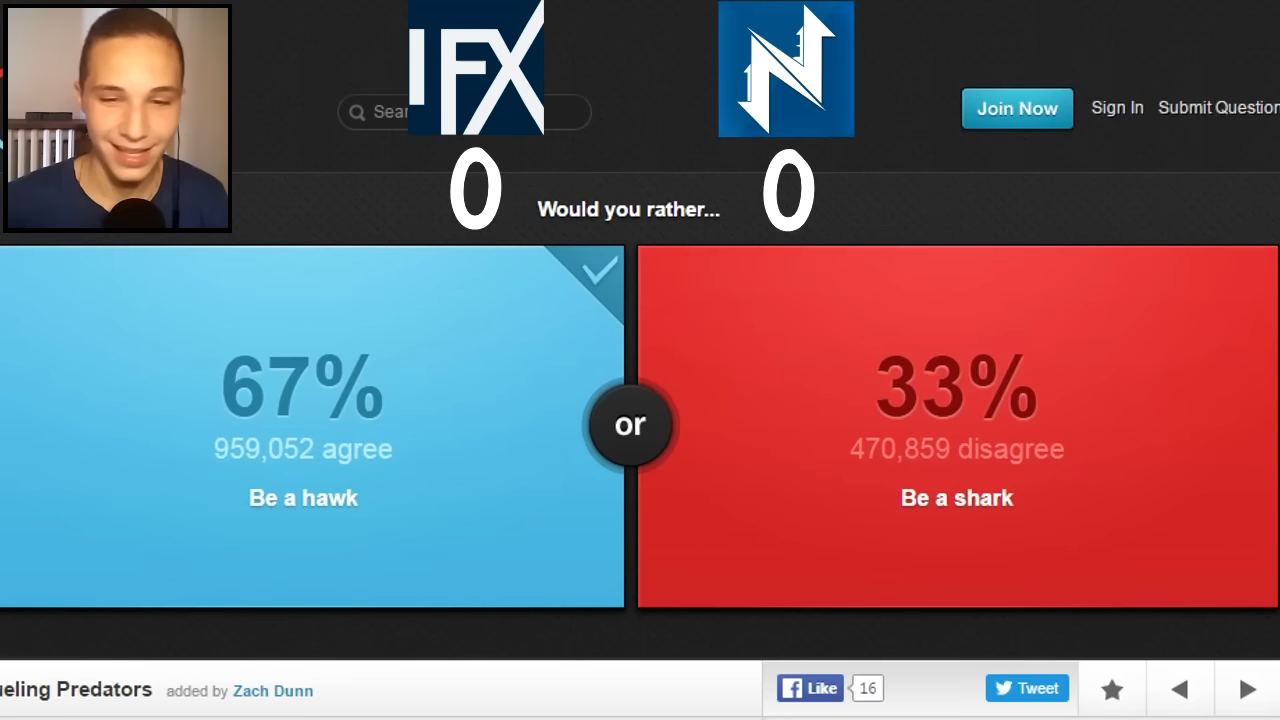 IFX
N
Sear
Join Now
Sign In
Submit Question
0
0
Would you rather...
67%
959,052 agree
Be a hawk
or
33%
470,859 disagree
Be a shark
ueling Predators
added by Zach Dunn
Like
16
Tweet